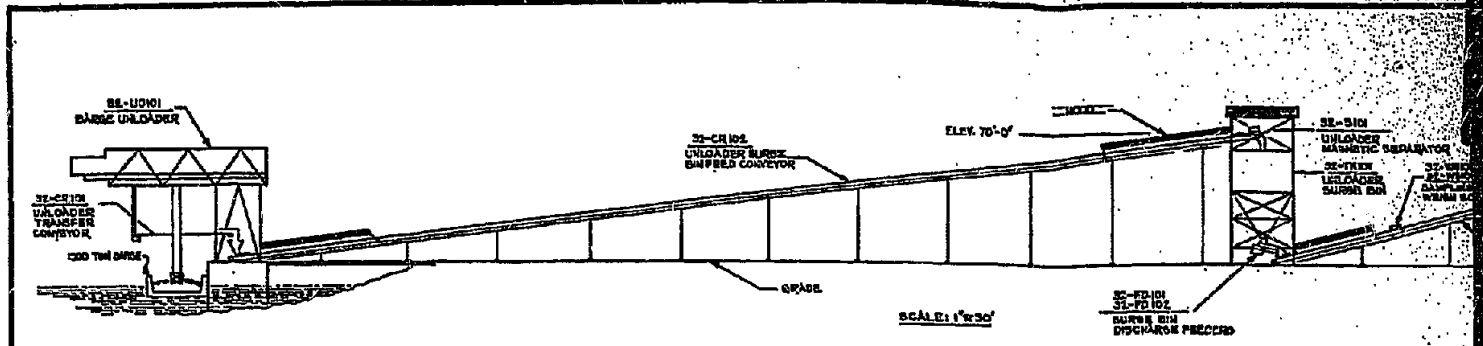 32-UD101
BARGE UNLOADER
32-CR101
UNLOADER
TRANSFER
CONVEYOR
1500 TON BARGE
32-CR102
UNLOADER SURGE
BIN FEED CONVEYOR
GRADE
ELEV. 70'-0"
HOOD
SCALE: 1"=30'
32-S101
UNLOADER
MAGNETIC SEPARATOR
UNLOADER
SURGE BIN
32-FD101
32-FD102
SURGE BIN
DISCHARGE FEEDERS